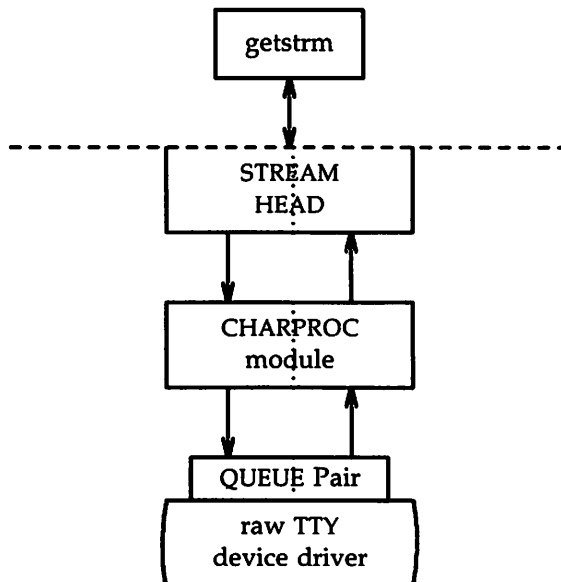 getstrm
STREAM
HEAD
CHARPROC
module
QUEUE Pair
raw TTY
device driver